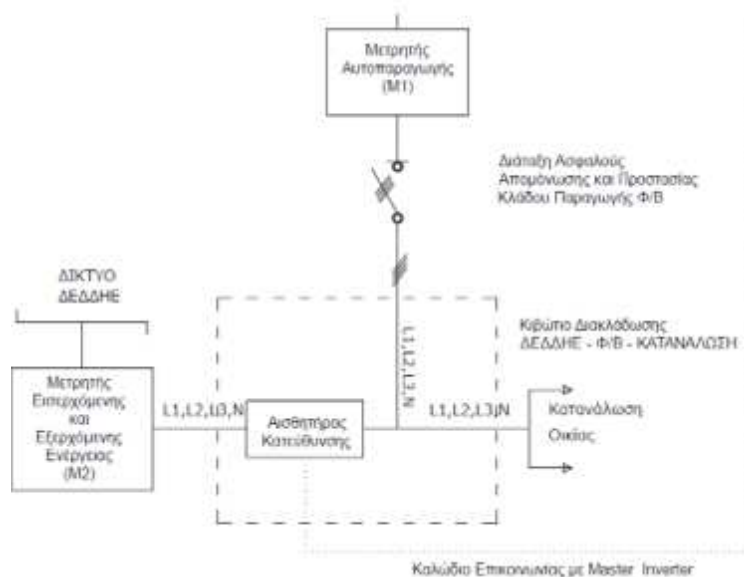 Μετρητής
Αυτοπαραγωγής
(M1)
Διάταξη Ασφαλούς
Απομόνωσης και Προστασίας
Κλάδου Παραγωγής Φ/Β
ΔΙΚΤΥΟ
ΔΕΔΔΗΕ
Κιβώτιο Διακλάδωσης
ΔΕΔΔΗΕ - Φ/Β - ΚΑΤΑΝΑΛΩΣΗ
L1,L2,L3,N
Μετρητής
Εισερχόμενης
και
Εξερχόμενης
Ενέργειας
(M2)
L1,L2,L3,N
Αισθητήρας
Κατεύθυνσης
L1,L2,L3,N
Κατανάλωση
Οικίας
Καλώδιο Επικοινωνίας με Master Inverter